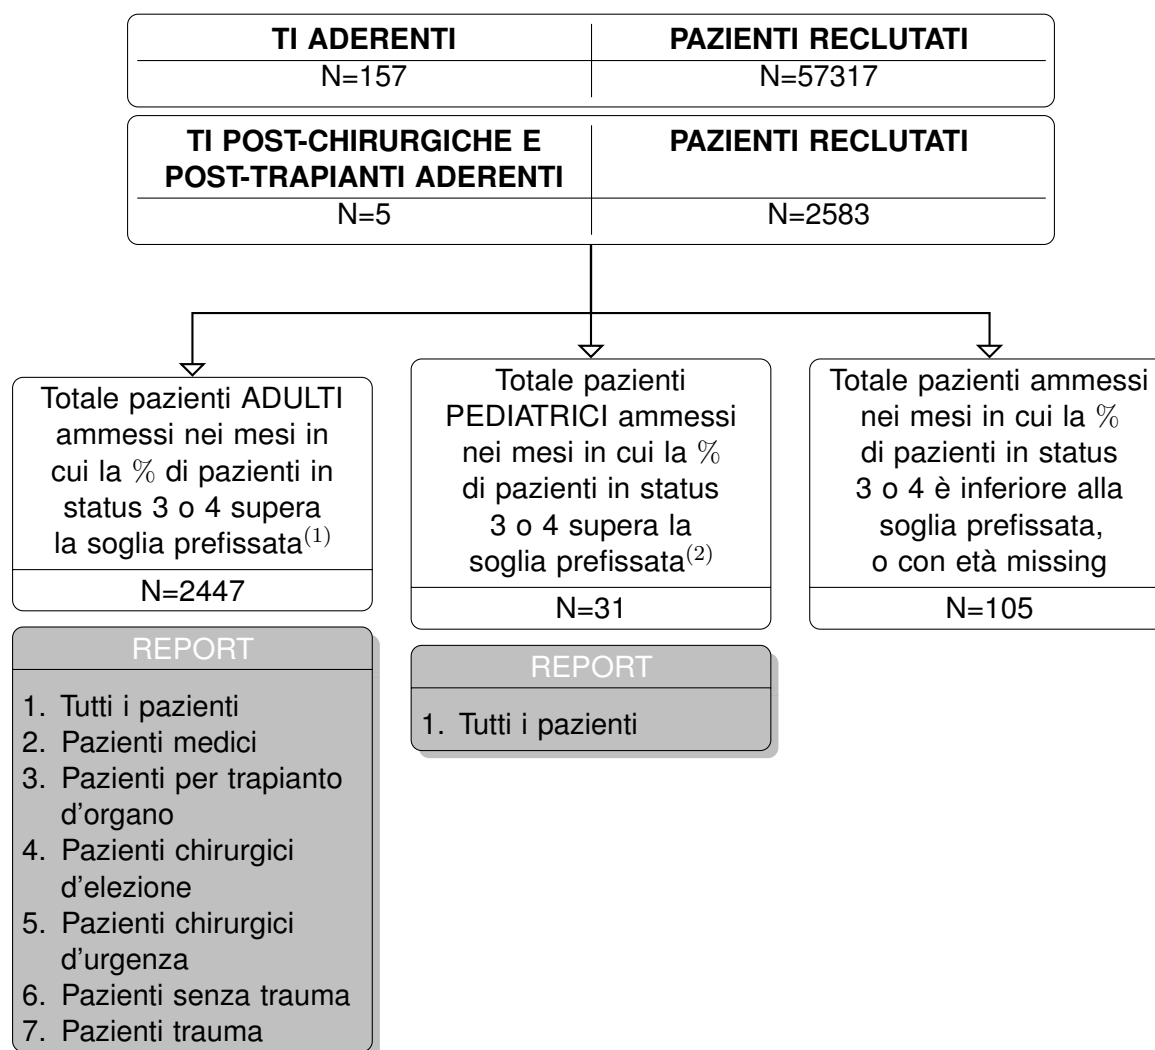 TI ADERENTI PAZIENTI RECLUTATI
N=157 N=57317
TI POST-CHIRURGICHE E PAZIENTI RECLUTATI
POST-TRAPIANTI ADERENTI
N=5 N=2583
Totale pazienti ADULTI
ammessi nei mesi in
cui la % di pazienti in
status 3 o 4 supera
la soglia prefissata(1)
N=2447
REPORT
1. Tutti i pazienti
2. Pazienti medici
3. Pazienti per trapianto
d'organo
4. Pazienti chirurgici
d'elezione
5. Pazienti chirurgici
d'urgenza
6. Pazienti senza trauma
7. Pazienti trauma
Totale pazienti
PEDIATRICI ammessi
nei mesi in cui la %
di pazienti in status
3 o 4 supera la
soglia prefissata(2)
N=31
REPORT
1. Tutti i pazienti
Totale pazienti ammessi
nei mesi in cui la %
di pazienti in status
3 o 4 è inferiore alla
soglia prefissata,
o con età missing
N=105